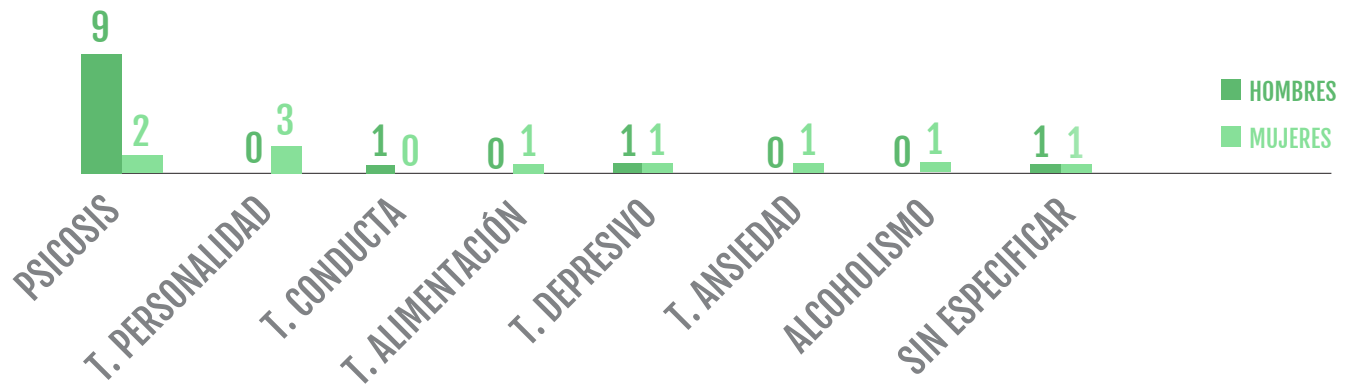 9
2
0
3
1
0
0
1
1
1
0
1
0
1
1
1
HOMBRES
MUJERES
PSICOSIS
T. PERSONALIDAD
T. CONDUCTA
T. ALIMENTACIÓN
T. DEPRESIVO
T. ANSIEDAD
ALCOHOLISMO
SIN ESPECIFICAR